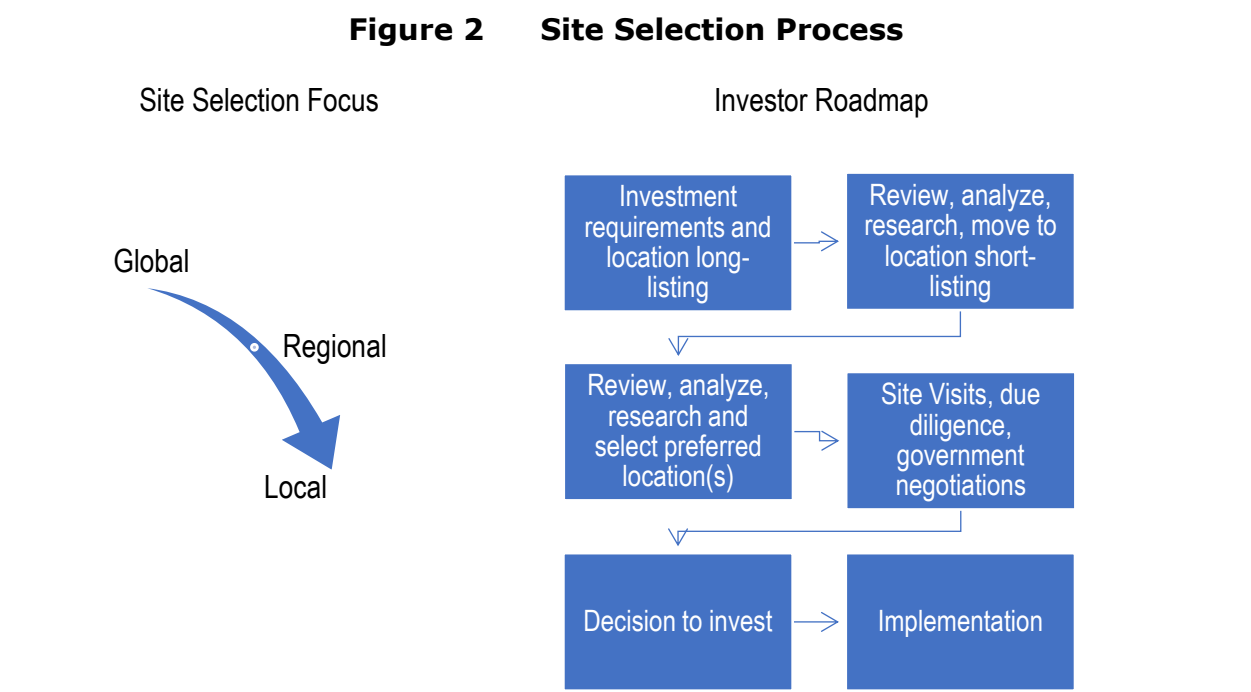 Figure 2 Site Selection Process
Site Selection Focus
Investor Roadmap
Global
Regional
Local
Investment
requirements and
location long-
listing
Review, analyze,
research, move to
location short-
listing
Review, analyze,
research and
select preferred
location(s)
Site Visits, due
diligence,
government
negotiations
Decision to invest
Implementation